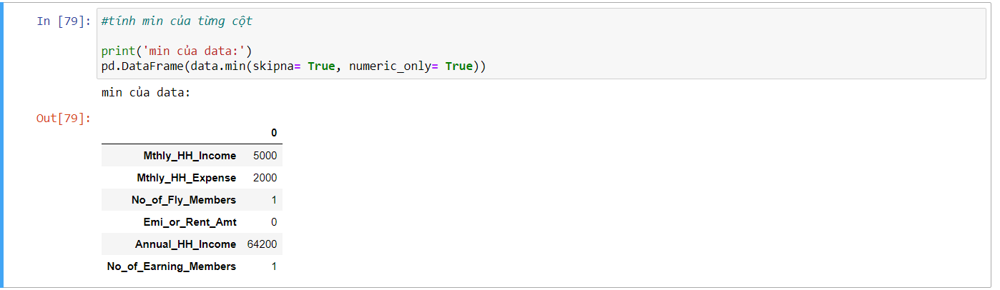 In [79]: #tính min của từng cột
print('min của data:')
pd.DataFrame(data.min(skipna= True, numeric_only= True))
min của data:
Out[79]:
0
Mthly_HH_Income 5000
Mthly_HH_Expense 2000
No_of_Fly_Members 1
Emi_or_Rent_Amt 0
Annual_HH_Income 64200
No_of_Earning_Members 1